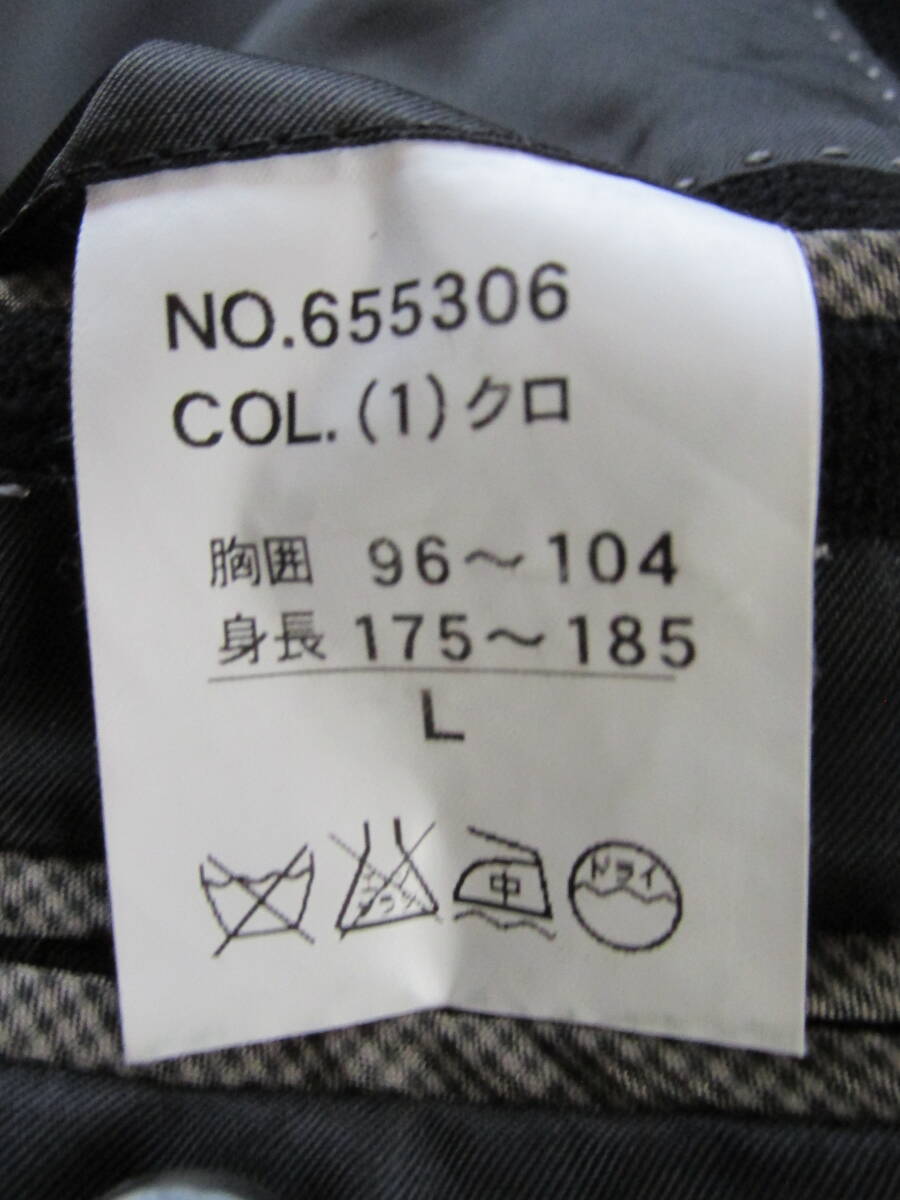 NO.655306
COL.(1)クロ
胸囲 96～104
身長 175～185
L
中 ドライ